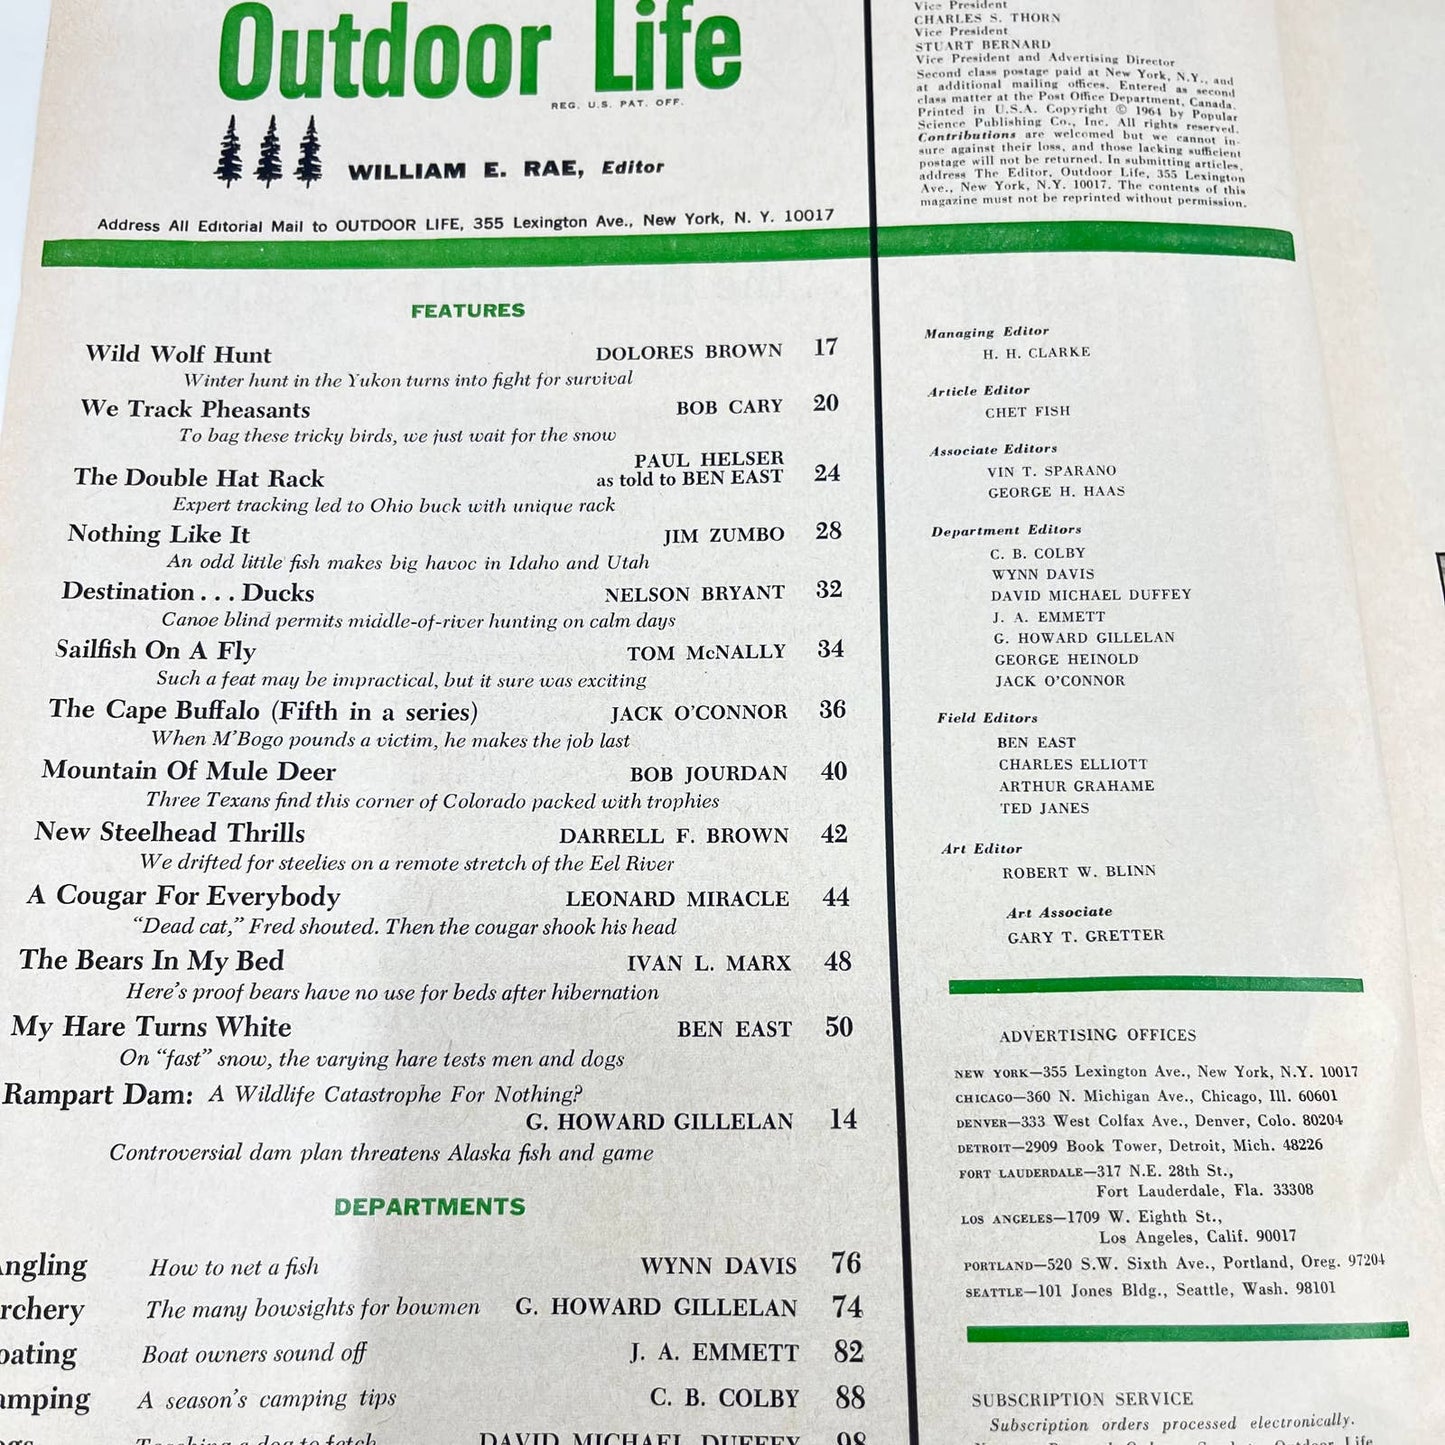 Outdoor Life
REG. U.S. PAT. OFF.
WILLIAM E. RAE, Editor
Address All Editorial Mail to OUTDOOR LIFE, 355 Lexington Ave., New York, N. Y. 10017
Vice President
CHARLES S. THORN
Vice President
STUART BERNARD
Vice President and Advertising Director
Second class postage paid at New York, N.Y., and
at additional mailing offices. Entered as second
class matter at the Post Office Department, Canada.
Printed in U.S.A. Copyright © 1964 by Popular
Science Publishing Co., Inc. All rights reserved.
Contributions are welcomed but we cannot in-
sure against their loss, and those lacking sufficient
postage will not be returned. In submitting articles,
address The Editor, Outdoor Life, 355 Lexington
Ave., New York, N.Y. 10017. The contents of this
magazine must not be reprinted without permission.
FEATURES
Wild Wolf Hunt DOLORES BROWN 17
Winter hunt in the Yukon turns into fight for survival
We Track Pheasants BOB CARY 20
To bag these tricky birds, we just wait for the snow
PAUL HELSER
The Double Hat Rack as told to BEN EAST 24
Expert tracking led to Ohio buck with unique rack
Nothing Like It JIM ZUMBO 28
An odd little fish makes big havoc in Idaho and Utah
Destination . . . Ducks NELSON BRYANT 32
Canoe blind permits middle-of-river hunting on calm days
Sailfish On A Fly TOM McNALLY 34
Such a feat may be impractical, but it sure was exciting
The Cape Buffalo (Fifth in a series) JACK O'CONNOR 36
When M'Bogo pounds a victim, he makes the job last
Mountain Of Mule Deer BOB JOURDAN 40
Three Texans find this corner of Colorado packed with trophies
New Steelhead Thrills DARRELL F. BROWN 42
We drifted for steelies on a remote stretch of the Eel River
A Cougar For Everybody LEONARD MIRACLE 44
"Dead cat," Fred shouted. Then the cougar shook his head
The Bears In My Bed IVAN L. MARX 48
Here's proof bears have no use for beds after hibernation
My Hare Turns White BEN EAST 50
On "fast" snow, the varying hare tests men and dogs
Rampart Dam: A Wildlife Catastrophe For Nothing?
G. HOWARD GILLELAN 14
Controversial dam plan threatens Alaska fish and game
DEPARTMENTS
ngling How to net a fish WYNN DAVIS 76
rchery The many bowsights for bowmen G. HOWARD GILLELAN 74
oating Boat owners sound off J. A. EMMETT 82
amping A season's camping tips C. B. COLBY 88
ogs Teaching a dog to fetch DAVID MICHAEL DUFFEY 98
Managing Editor
H. H. CLARKE
Article Editor
CHET FISH
Associate Editors
VIN T. SPARANO
GEORGE H. HAAS
Department Editors
C. B. COLBY
WYNN DAVIS
DAVID MICHAEL DUFFEY
J. A. EMMETT
G. HOWARD GILLELAN
GEORGE HEINOLD
JACK O'CONNOR
Field Editors
BEN EAST
CHARLES ELLIOTT
ARTHUR GRAHAME
TED JANES
Art Editor
ROBERT W. BLINN
Art Associate
GARY T. GRETTER
ADVERTISING OFFICES
NEW YORK—355 Lexington Ave., New York, N.Y. 10017
CHICAGO—360 N. Michigan Ave., Chicago, Ill. 60601
DENVER—333 West Colfax Ave., Denver, Colo. 80204
DETROIT—2909 Book Tower, Detroit, Mich. 48226
FORT LAUDERDALE—317 N.E. 28th St.,
Fort Lauderdale, Fla. 33308
LOS ANGELES—1709 W. Eighth St.,
Los Angeles, Calif. 90017
PORTLAND—520 S.W. Sixth Ave., Portland, Oreg. 97204
SEATTLE—101 Jones Bldg., Seattle, Wash. 98101
SUBSCRIPTION SERVICE
Subscription orders processed electronically.
Outdoor Life